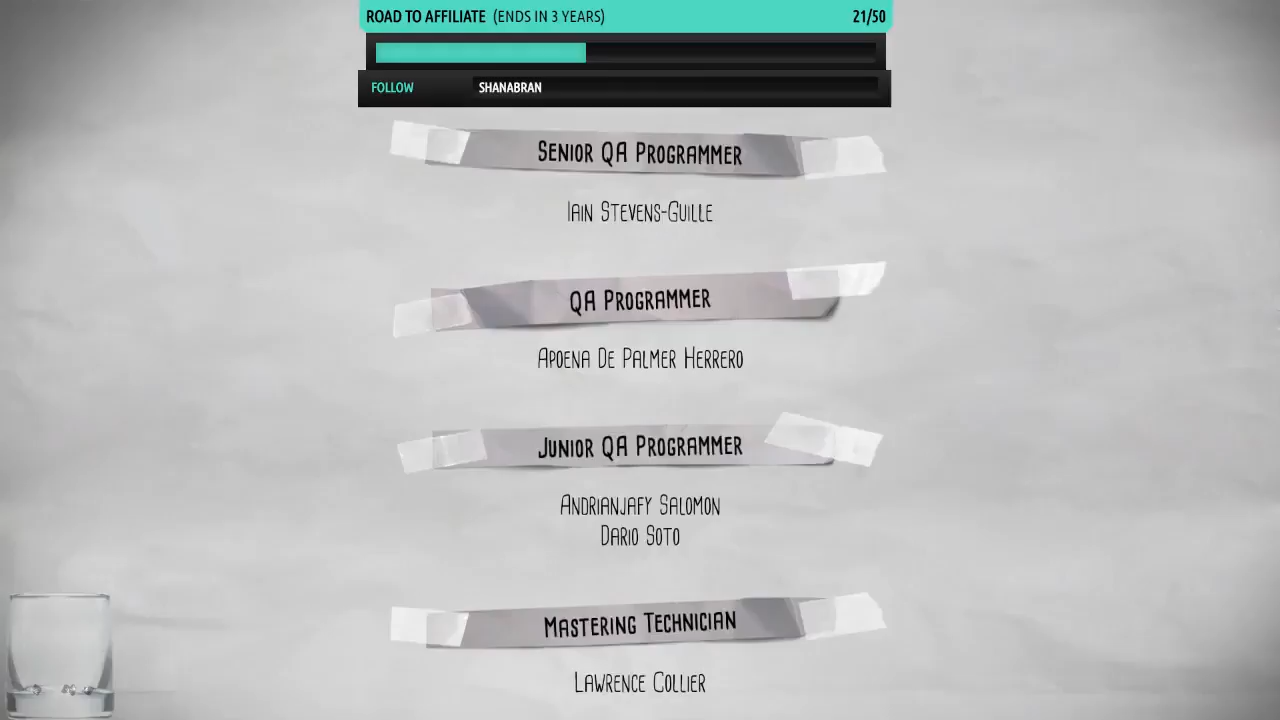 ROAD TO AFFILIATE (ENDS IN 3 YEARS) 21/50
FOLLOW SHANABRAN
SENIOR QA PROGRAMMER
IAIN STEVENS-GUILLE
QA PROGRAMMER
APOENA DE PALMER HERRERO
JUNIOR QA PROGRAMMER
ANDRIANJAFY SALOMON
DARIO SOTO
MASTERING TECHNICIAN
LAWRENCE COLLIER